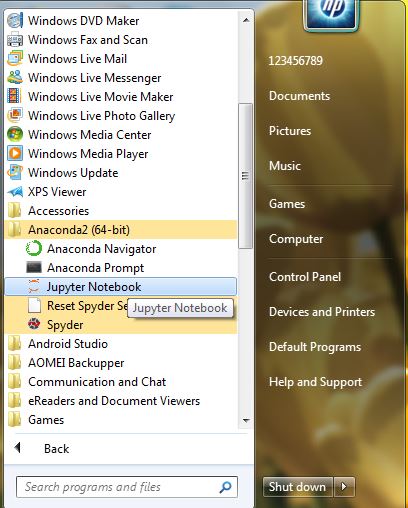 Windows DVD Maker
Windows Fax and Scan
Windows Live Mail
Windows Live Messenger
Windows Live Movie Maker
Windows Live Photo Gallery
Windows Media Center
Windows Media Player
Windows Update
XPS Viewer
Accessories
Anaconda2 (64-bit)
Anaconda Navigator
Anaconda Prompt
Jupyter Notebook
Reset Spyder Se
Jupyter Notebook
Spyder
Android Studio
AOMEI Backupper
Communication and Chat
eReaders and Document Viewers
Games
Back
Search programs and files
hp
123456789
Documents
Pictures
Music
Games
Computer
Control Panel
Devices and Printers
Default Programs
Help and Support
Shut down